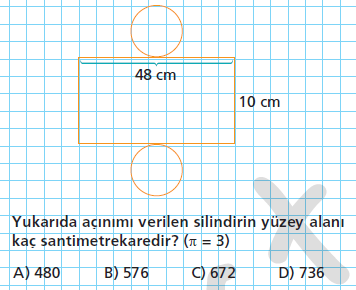 48 cm
10 cm
Yukarıda açınımı verilen silindirin yüzey alanı
kaç santimetrekaredir? (π = 3)
A) 480 B) 576 C) 672 D) 736